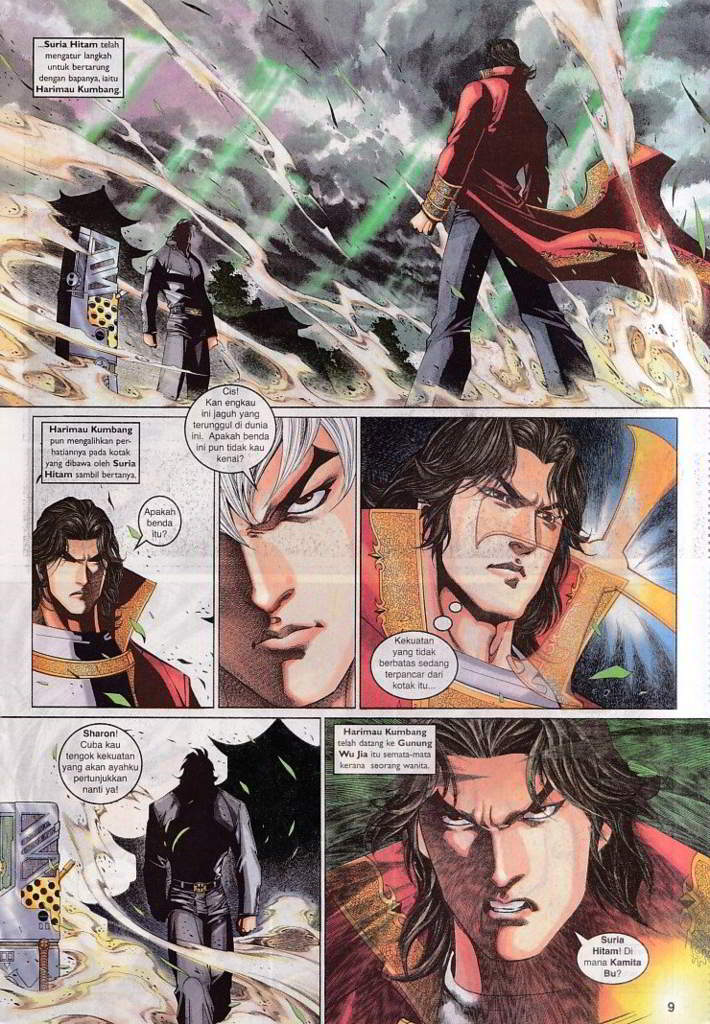 ...Suria Hitam telah
mengatur langkah
untuk bertarung
dengan bapanya, iaitu
Harimau Kumbang.
Harimau Kumbang
pun mengalihkan per-
hatiannya pada kotak
yang dibawa oleh Suria
Hitam sambil bertanya.
Apakah
benda
itu?
Cis!
Kan engkau
ini jaguh yang
terunggul di dunia
ini. Apakah benda
ini pun tidak kau
kenal?
Kekuatan
yang tidak
berbatas sedang
terpancar dari
kotak itu...
Sharon!
Cuba kau
tengok kekuatan
yang akan ayahku
pertunjukkan
nanti ya!
Harimau Kumbang
telah datang ke Gunung
Wu Jia itu semata-mata
kerana seorang wanita.
Suria
Hitam! Di
mana Kamita
Bu?
9